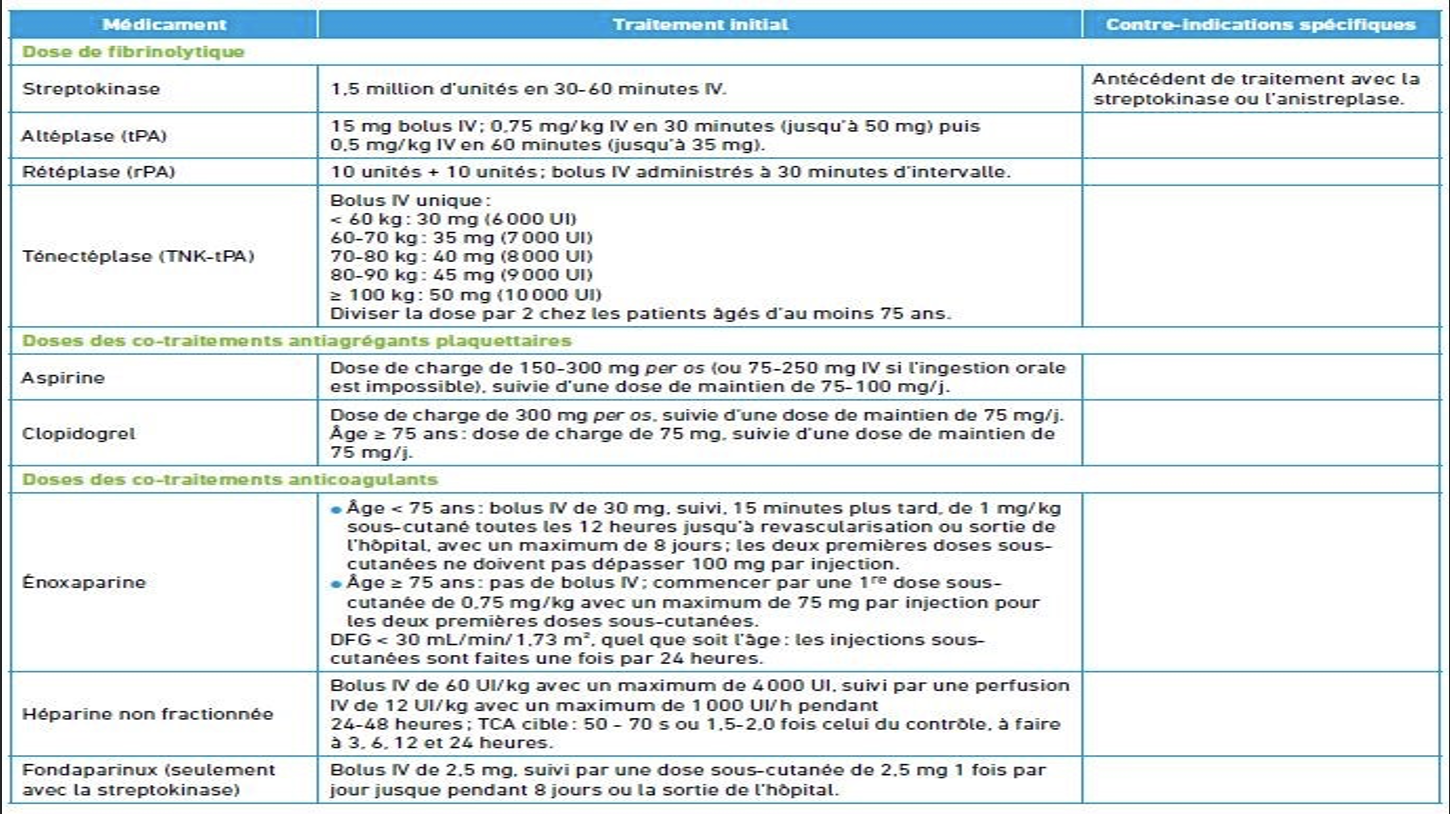 Médicament
Traitement initial
Contre-indications spécifiques
Dose de fibrinolytique
Streptokinase
1,5 million d'unités en 30-60 minutes IV.
Antécédent de traitement avec la
streptokinase ou l'anistreplase.
Altéplase (tPA)
15 mg bolus IV ; 0,75 mg/kg IV en 30 minutes (jusqu'à 50 mg) puis
0,5 mg/kg IV en 60 minutes (jusqu'à 35 mg).
Rétéplase (rPA)
10 unités + 10 unités ; bolus IV administrés à 30 minutes d'intervalle.
Ténectéplase (TNK-tPA)
Bolus IV unique :
< 60 kg : 30 mg (6 000 UI)
60-70 kg : 35 mg (7 000 UI)
70-80 kg : 40 mg (8 000 UI)
80-90 kg : 45 mg (9 000 UI)
≥ 100 kg : 50 mg (10 000 UI)
Diviser la dose par 2 chez les patients âgés d'au moins 75 ans.
Doses des co-traitements antiagrégants plaquettaires
Aspirine
Dose de charge de 150-300 mg per os (ou 75-250 mg IV si l'ingestion orale
est impossible), suivie d'une dose de maintien de 75-100 mg/j.
Clopidogrel
Dose de charge de 300 mg per os, suivie d'une dose de maintien de 75 mg/j.
Âge ≥ 75 ans : dose de charge de 75 mg, suivie d'une dose de maintien de
75 mg/j.
Doses des co-traitements anticoagulants
Énoxaparine
● Âge < 75 ans : bolus IV de 30 mg, suivi, 15 minutes plus tard, de 1 mg/kg
sous-cutané toutes les 12 heures jusqu'à revascularisation ou sortie de
l'hôpital, avec un maximum de 8 jours ; les deux premières doses sous-
cutanées ne doivent pas dépasser 100 mg par injection.
● Âge ≥ 75 ans : pas de bolus IV ; commencer par une 1re dose sous-
cutanée de 0,75 mg/kg avec un maximum de 75 mg par injection pour
les deux premières doses sous-cutanées.
DFG < 30 mL/min/1,73 m², quel que soit l'âge : les injections sous-
cutanées sont faites une fois par 24 heures.
Héparine non fractionnée
Bolus IV de 60 UI/kg avec un maximum de 4 000 UI, suivi par une perfusion
IV de 12 UI/kg avec un maximum de 1 000 UI/h pendant
24-48 heures ; TCA cible : 50 - 70 s ou 1,5-2,0 fois celui du contrôle, à faire
à 3, 6, 12 et 24 heures.
Fondaparinux (seulement
avec la streptokinase)
Bolus IV de 2,5 mg, suivi par une dose sous-cutanée de 2,5 mg 1 fois par
jour jusque pendant 8 jours ou la sortie de l'hôpital.